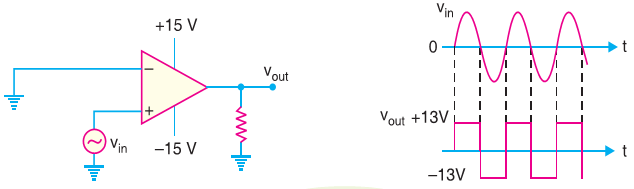 +15 V
−
+
v_out
v_in
−15 V
v_in
0
t
v_out +13V
t
−13V